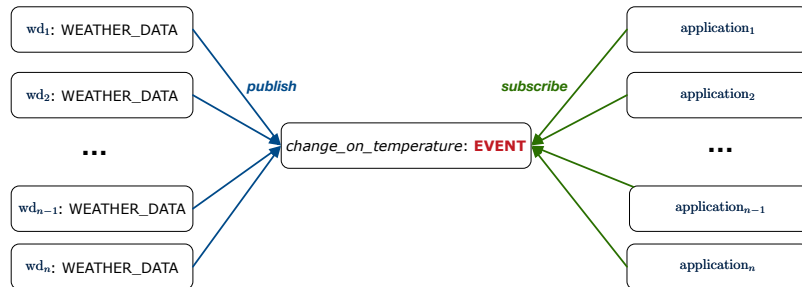 wd₁: WEATHER_DATA
application₁
wd₂: WEATHER_DATA
publish
subscribe
application₂
...
change_on_temperature: EVENT
...
wdₙ₋₁: WEATHER_DATA
applicationₙ₋₁
wdₙ: WEATHER_DATA
applicationₙ